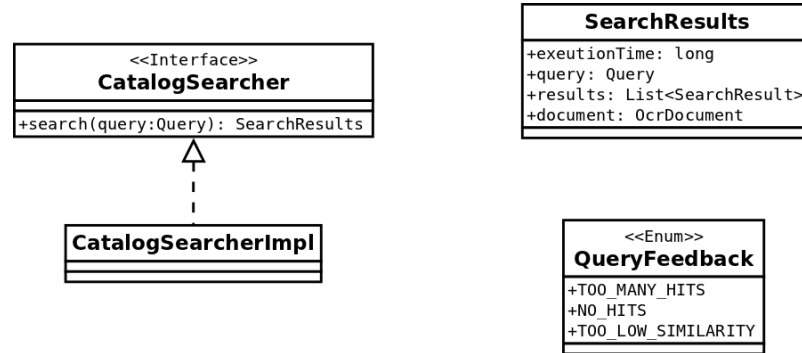 <<Interface>>
CatalogSearcher
+search(query:Query): SearchResults
CatalogSearcherImpl
SearchResults
+exeutionTime: long
+query: Query
+results: List<SearchResult>
+document: OcrDocument
<<Enum>>
QueryFeedback
+TOO_MANY_HITS
+NO_HITS
+TOO_LOW_SIMILARITY